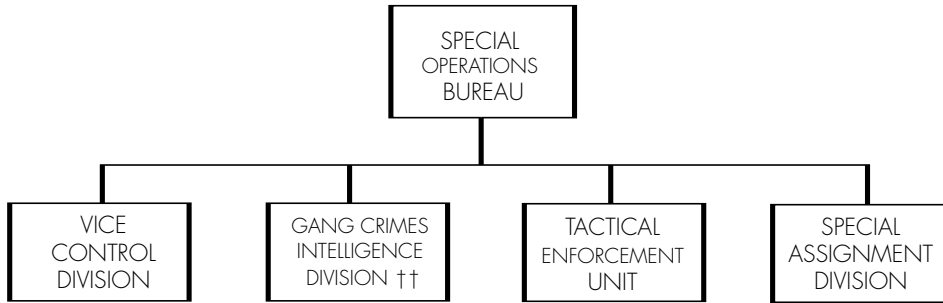 SPECIAL
OPERATIONS
BUREAU
VICE
CONTROL
DIVISION
GANG CRIMES
INTELLIGENCE
DIVISION ††
TACTICAL
ENFORCEMENT
UNIT
SPECIAL
ASSIGNMENT
DIVISION